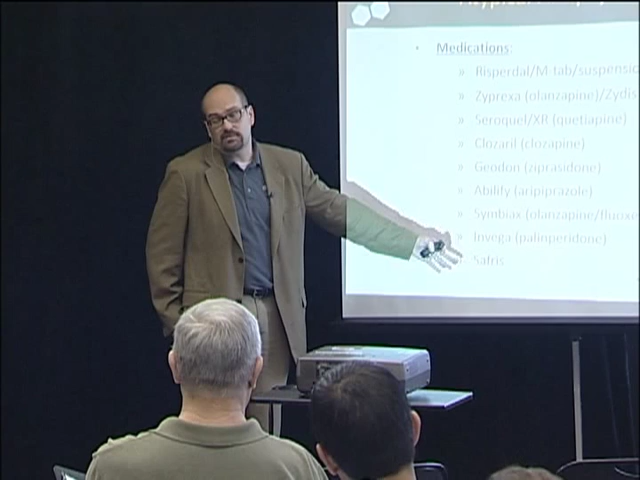 Medications:
Risperdal/M-tab/suspensio
Zyprexa (olanzapine)/Zydis
Seroquel/XR (quetiapine)
Clozaril (clozapine)
Geodon (ziprasidone)
Abilify (aripiprazole)
Symbiax (olanzapine/fluoxe
Invega (palinperidone)
Safris